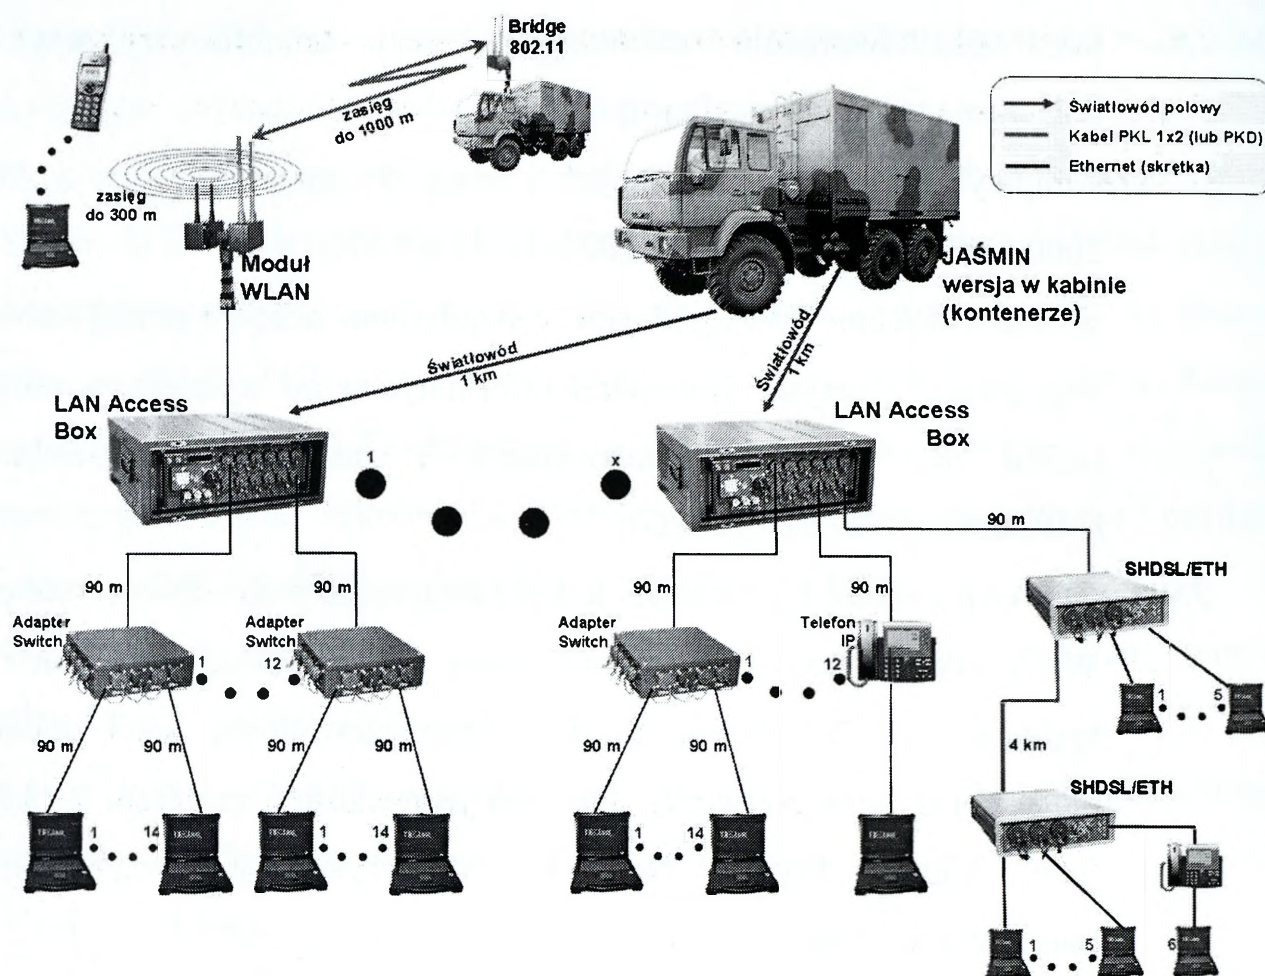 Bridge
802.11
zasięg
do 1000 m
zasięg
do 300 m
Moduł
WLAN
Światłowód polowy
Kabel PKL 1x2 (lub PKD)
Ethernet (skrętka)
JAŚMIN
wersja w kabinie
(kontenerze)
Światłowód
1 km
Światłowód
1 km
LAN Access
Box
LAN Access
Box
1
x
90 m
90 m
90 m
90 m
90 m
SHDSL/ETH
Adapter
Switch
1
Adapter
Switch
12
Adapter
Switch
1
Telefon
IP
12
1
5
90 m
90 m
90 m
90 m
90 m
90 m
4 km
SHDSL/ETH
1
14
1
14
1
14
1
5
6